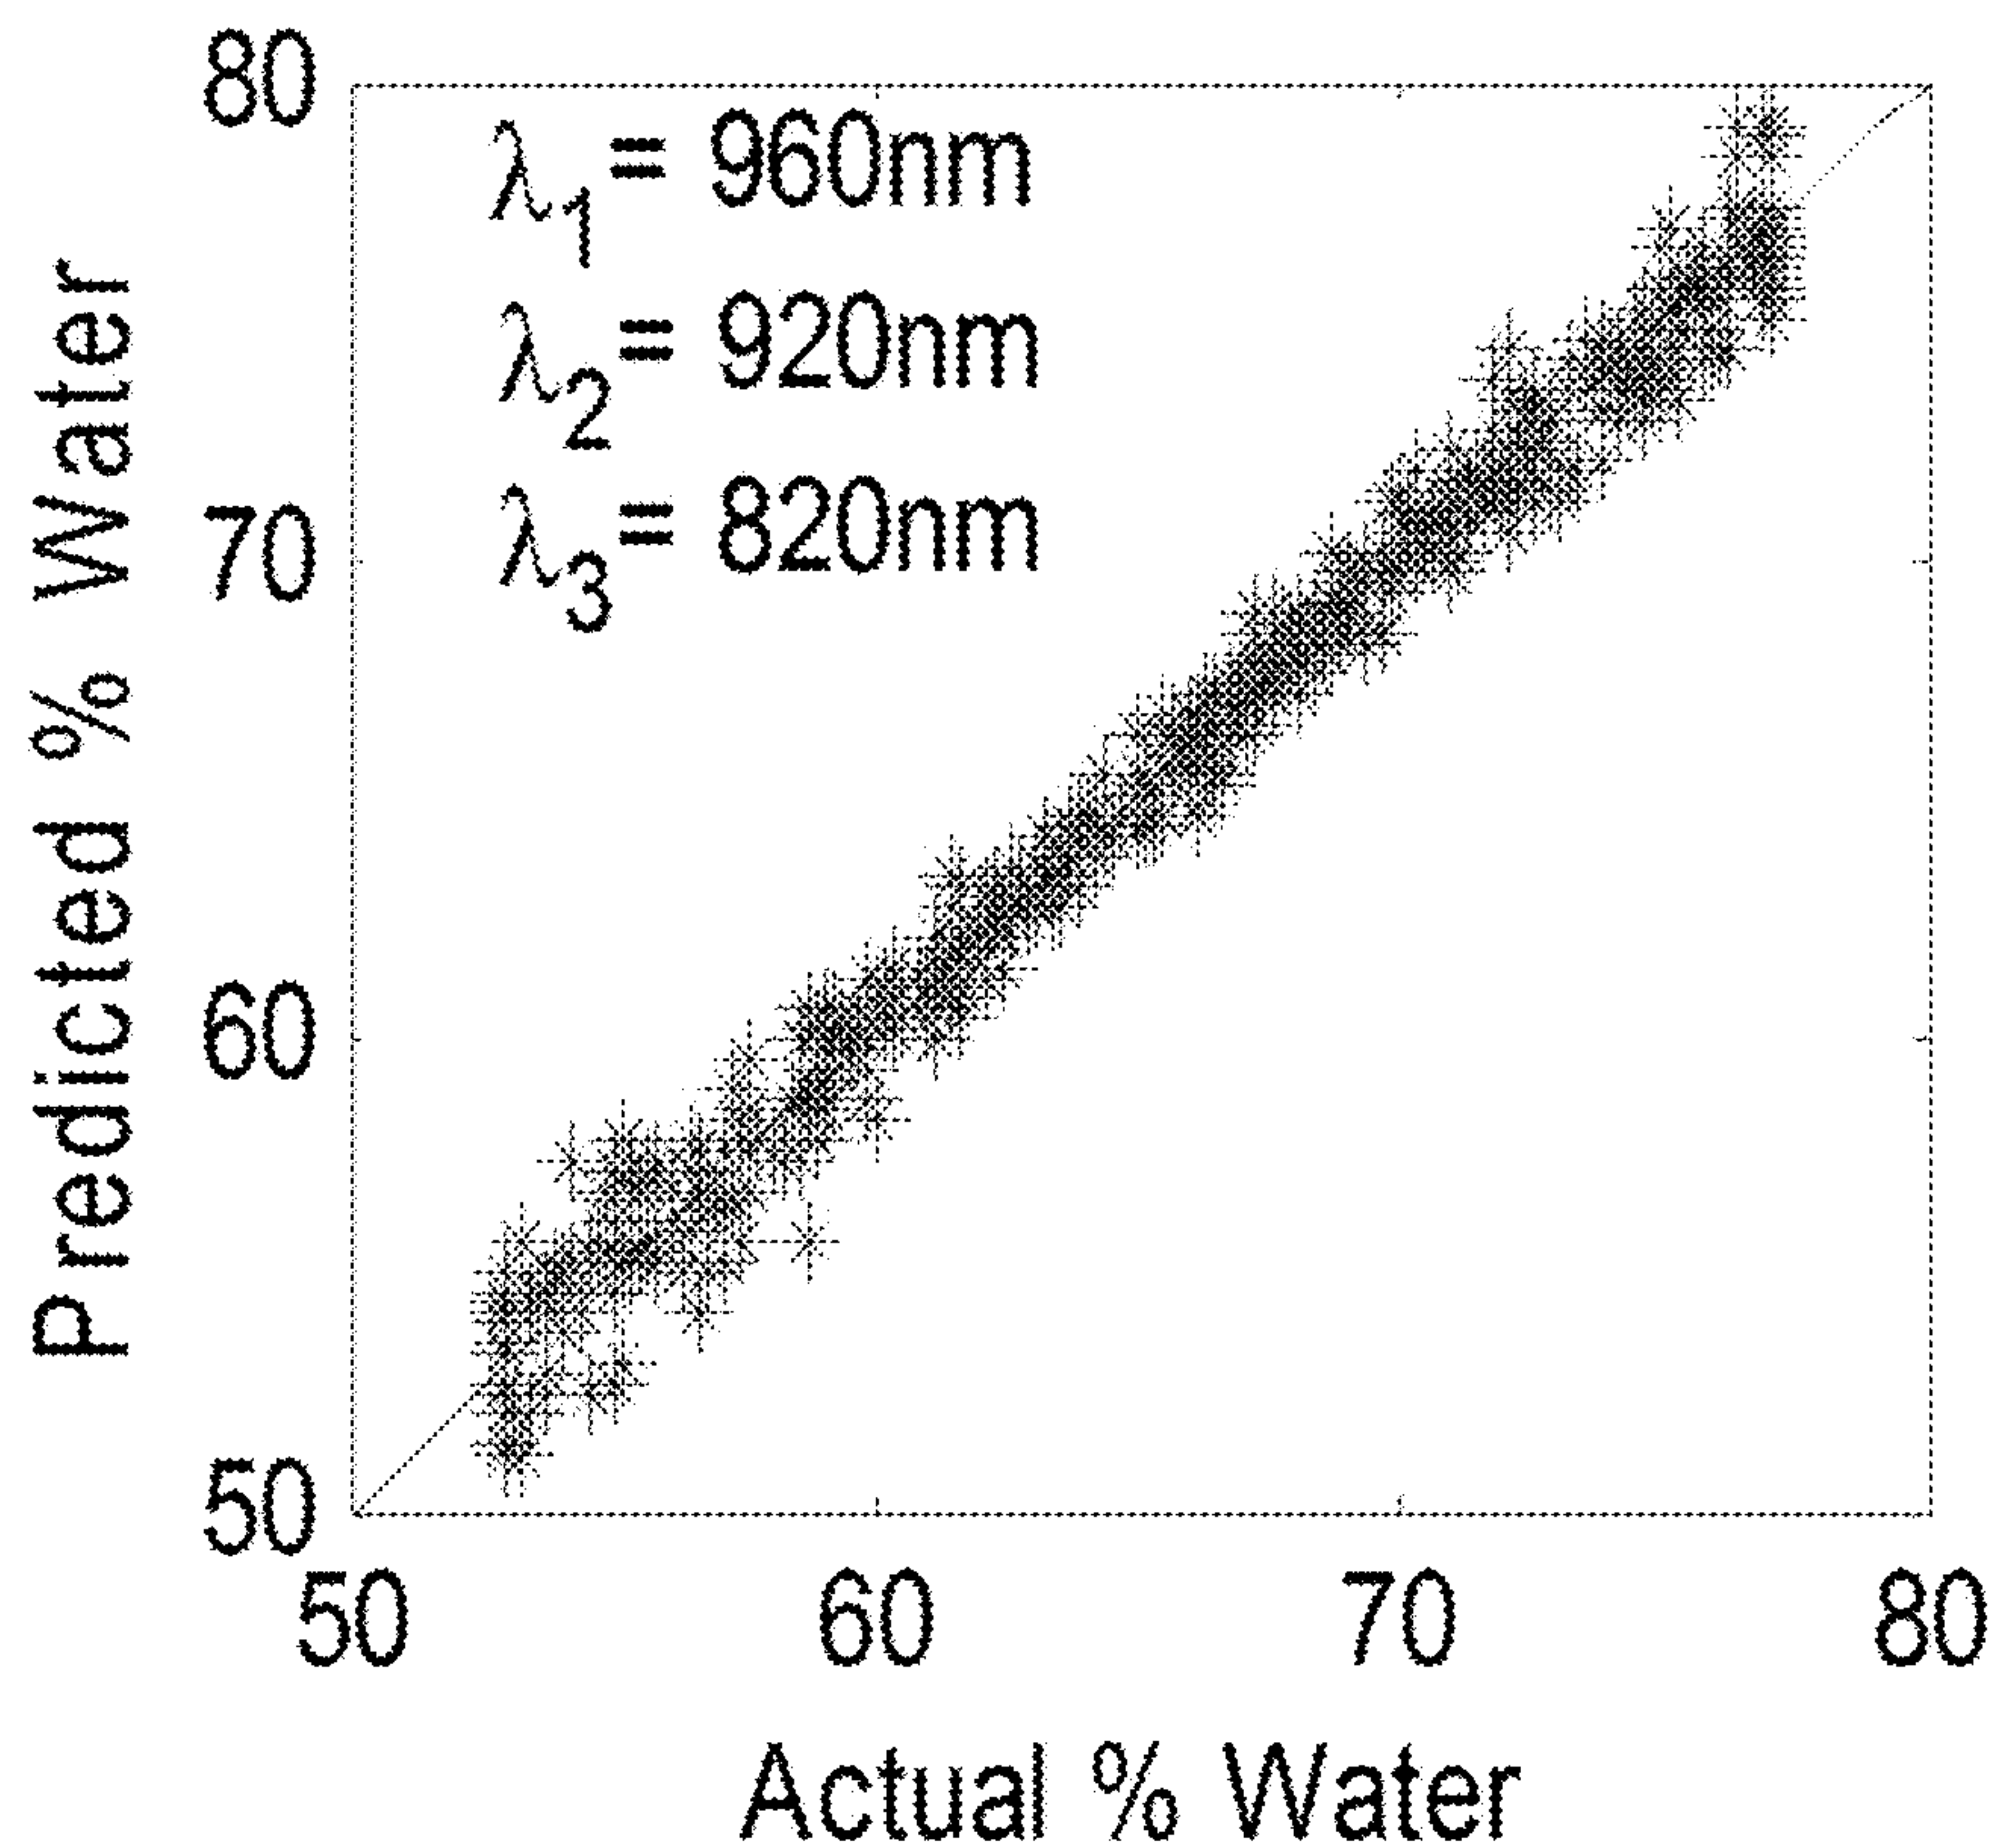 80
70
60
50
Predicted % Water
λ1= 960nm
λ2= 920nm
λ3= 820nm
50 60 70 80
Actual % Water